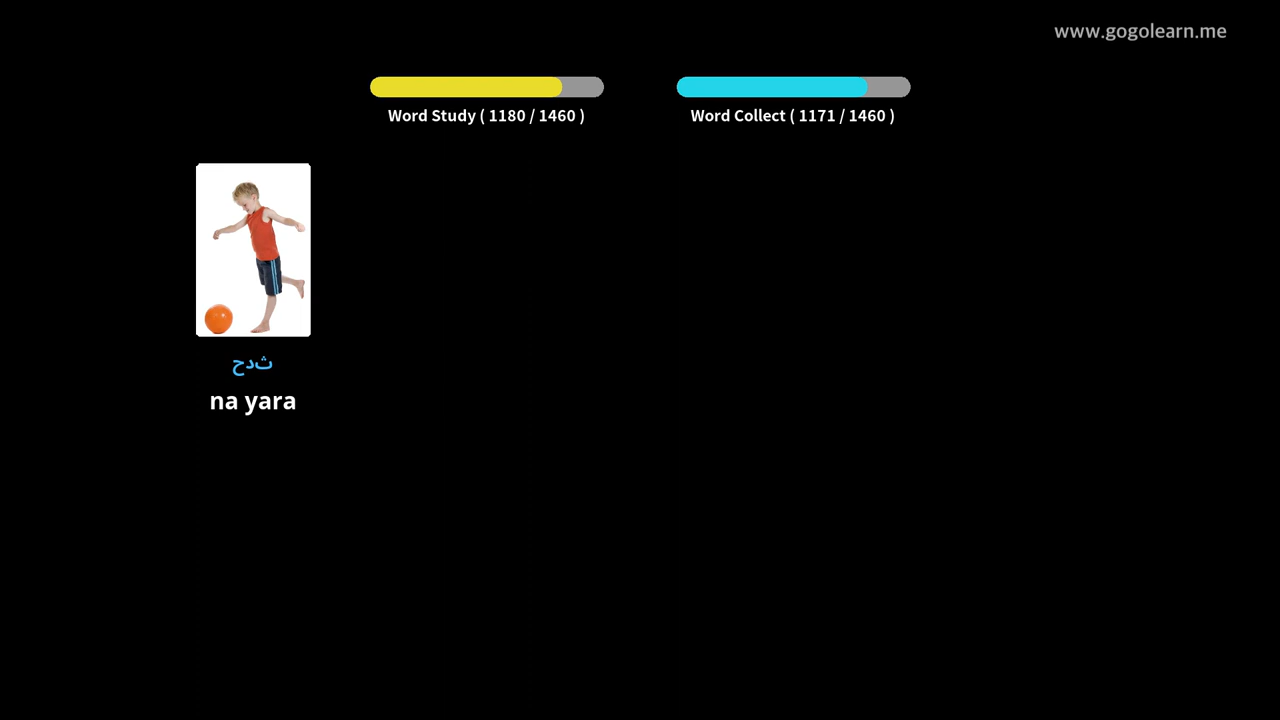 www.gogolearn.me
Word Study ( 1180 / 1460 )
Word Collect ( 1171 / 1460 )
ثدح
na yara